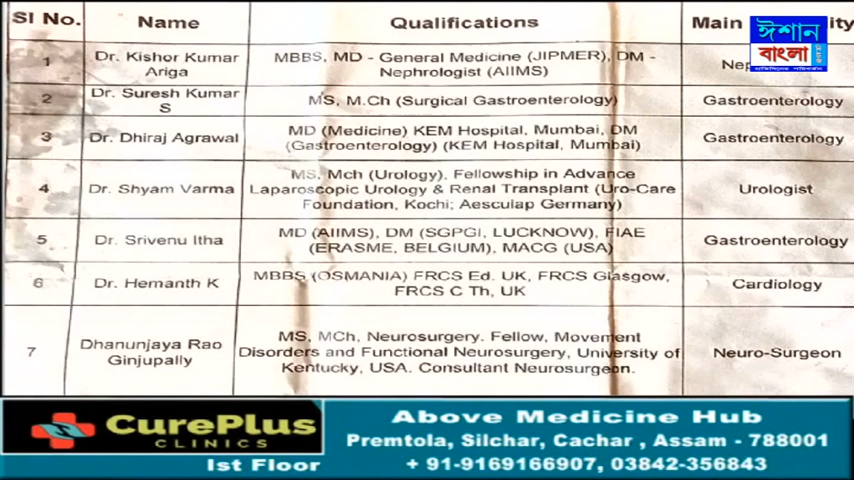 SI No. Name Qualifications Main
1 Dr. Kishor Kumar Ariga MBBS, MD - General Medicine (JIPMER), DM - Nephrologist (AIIMS)
2 Dr. Suresh Kumar S MS, M.Ch (Surgical Gastroenterology) Gastroenterology
3 Dr. Dhiraj Agrawal MD (Medicine) KEM Hospital, Mumbai, DM (Gastroenterology) (KEM Hospital, Mumbai) Gastroenterology
4 Dr. Shyam Varma MS, Mch (Urology). Fellowship in Advance Laparoscopic Urology & Renal Transplant (Uro-Care Foundation, Kochi; Aesculap Germany) Urologist
5 Dr. Srivenu Itha MD (AIIMS), DM (SGPGI, LUCKNOW), FIAE (ERASME, BELGIUM), MACG (USA) Gastroenterology
6 Dr. Hemanth K MBBS (OSMANIA) FRCS Ed. UK, FRCS Glasgow, FRCS C Th, UK Cardiology
7 Dhanunjaya Rao Ginjupally MS, MCh, Neurosurgery. Fellow, Movement Disorders and Functional Neurosurgery, University of Kentucky, USA. Consultant Neurosurgeon. Neuro-Surgeon
ঈশান
বাংলা
CurePlus
CLINICS
Ist Floor
Above Medicine Hub
Premtola, Silchar, Cachar , Assam - 788001
+ 91-9169166907, 03842-356843